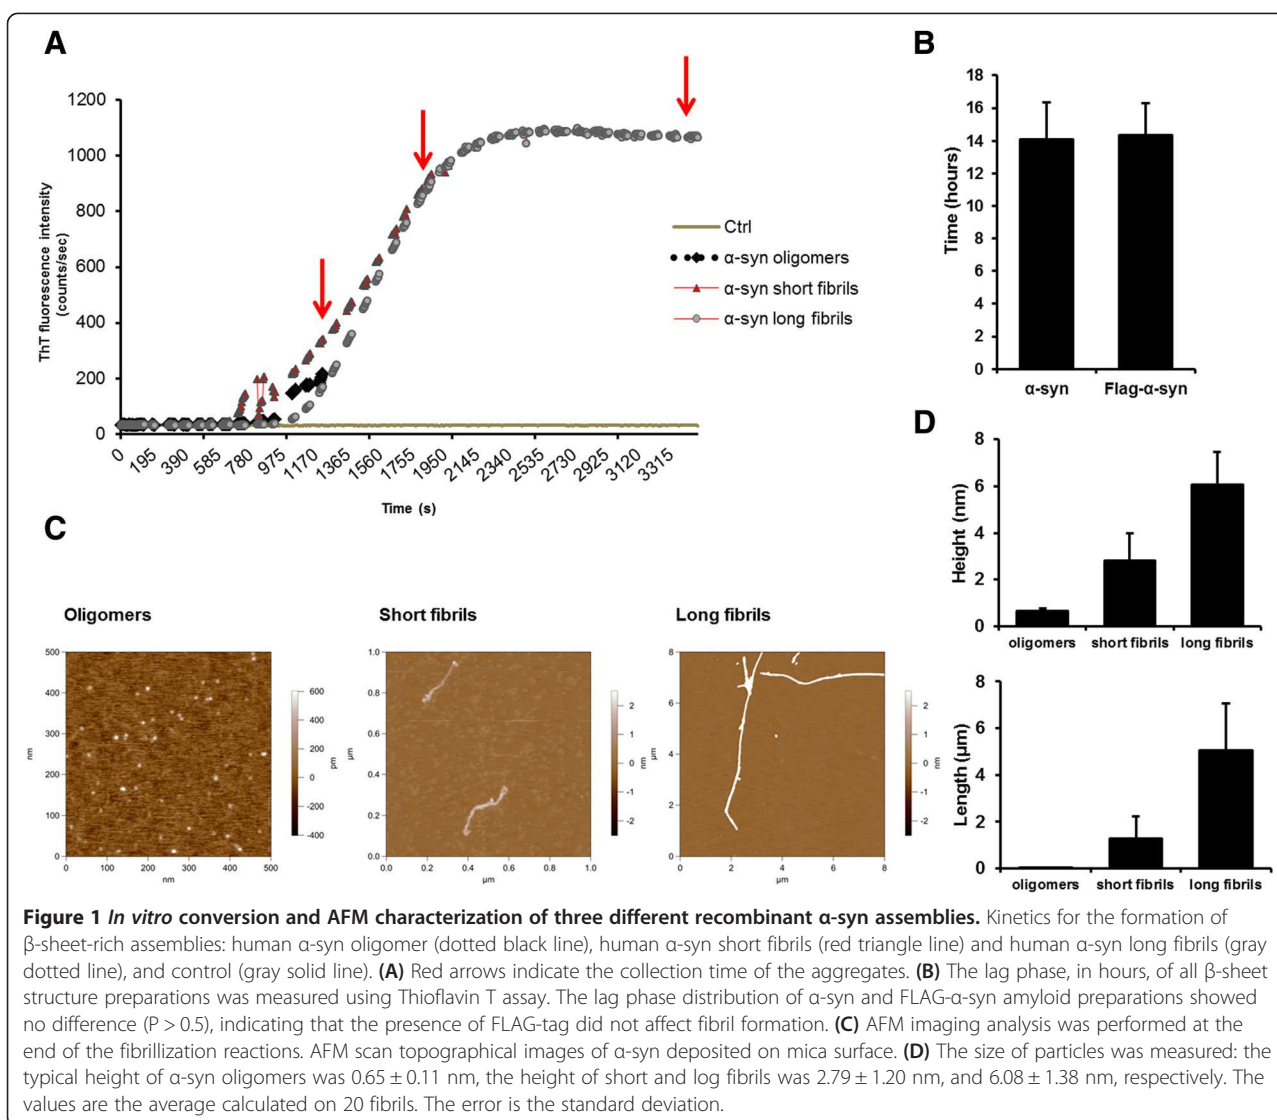 A
ThT fluorescence intensity
(counts/sec)
1200
1000
800
600
400
200
0
0 195 390 585 780 975 1170 1365 1560 1755 1950 2145 2340 2535 2730 2925 3120 3315
Time (s)
Ctrl
α-syn oligomers
α-syn short fibrils
α-syn long fibrils
B
Time (hours)
18
16
14
12
10
8
6
4
2
0
α-syn Flag-α-syn
C
Oligomers
nm
500
400
300
200
100
0
0 100 200 300 400 500
nm
600
400
200
0
-200
-400
pm
Short fibrils
µm
1.0
0.8
0.6
0.4
0.2
0.0
0.0 0.2 0.4 0.6 0.8 1.0
µm
2
1
0
-1
-2
nm
Long fibrils
µm
8
6
4
2
0
2 4 6 8
µm
2
1
0
-1
-2
nm
D
Height (nm)
8
6
4
2
0
oligomers short fibrils long fibrils
Length (µm)
8
6
4
2
0
oligomers short fibrils long fibrils
Figure 1 In vitro conversion and AFM characterization of three different recombinant α-syn assemblies. Kinetics for the formation of
β-sheet-rich assemblies: human α-syn oligomer (dotted black line), human α-syn short fibrils (red triangle line) and human α-syn long fibrils (gray
dotted line), and control (gray solid line). (A) Red arrows indicate the collection time of the aggregates. (B) The lag phase, in hours, of all β-sheet
structure preparations was measured using Thioflavin T assay. The lag phase distribution of α-syn and FLAG-α-syn amyloid preparations showed
no difference (P > 0.5), indicating that the presence of FLAG-tag did not affect fibril formation. (C) AFM imaging analysis was performed at the
end of the fibrillization reactions. AFM scan topographical images of α-syn deposited on mica surface. (D) The size of particles was measured: the
typical height of α-syn oligomers was 0.65 ± 0.11 nm, the height of short and log fibrils was 2.79 ± 1.20 nm, and 6.08 ± 1.38 nm, respectively. The
values are the average calculated on 20 fibrils. The error is the standard deviation.